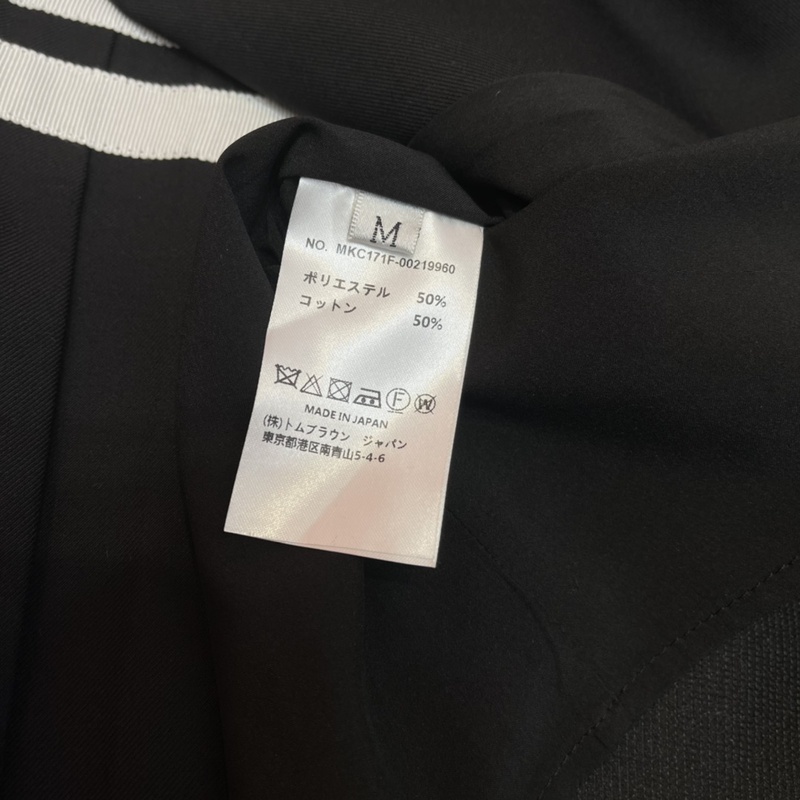 M
NO. MKC171F-00219960
ポリエステル 50%
コットン 50%
F W
MADE IN JAPAN
(株)トムブラウン ジャパン
東京都港区南青山5-4-6